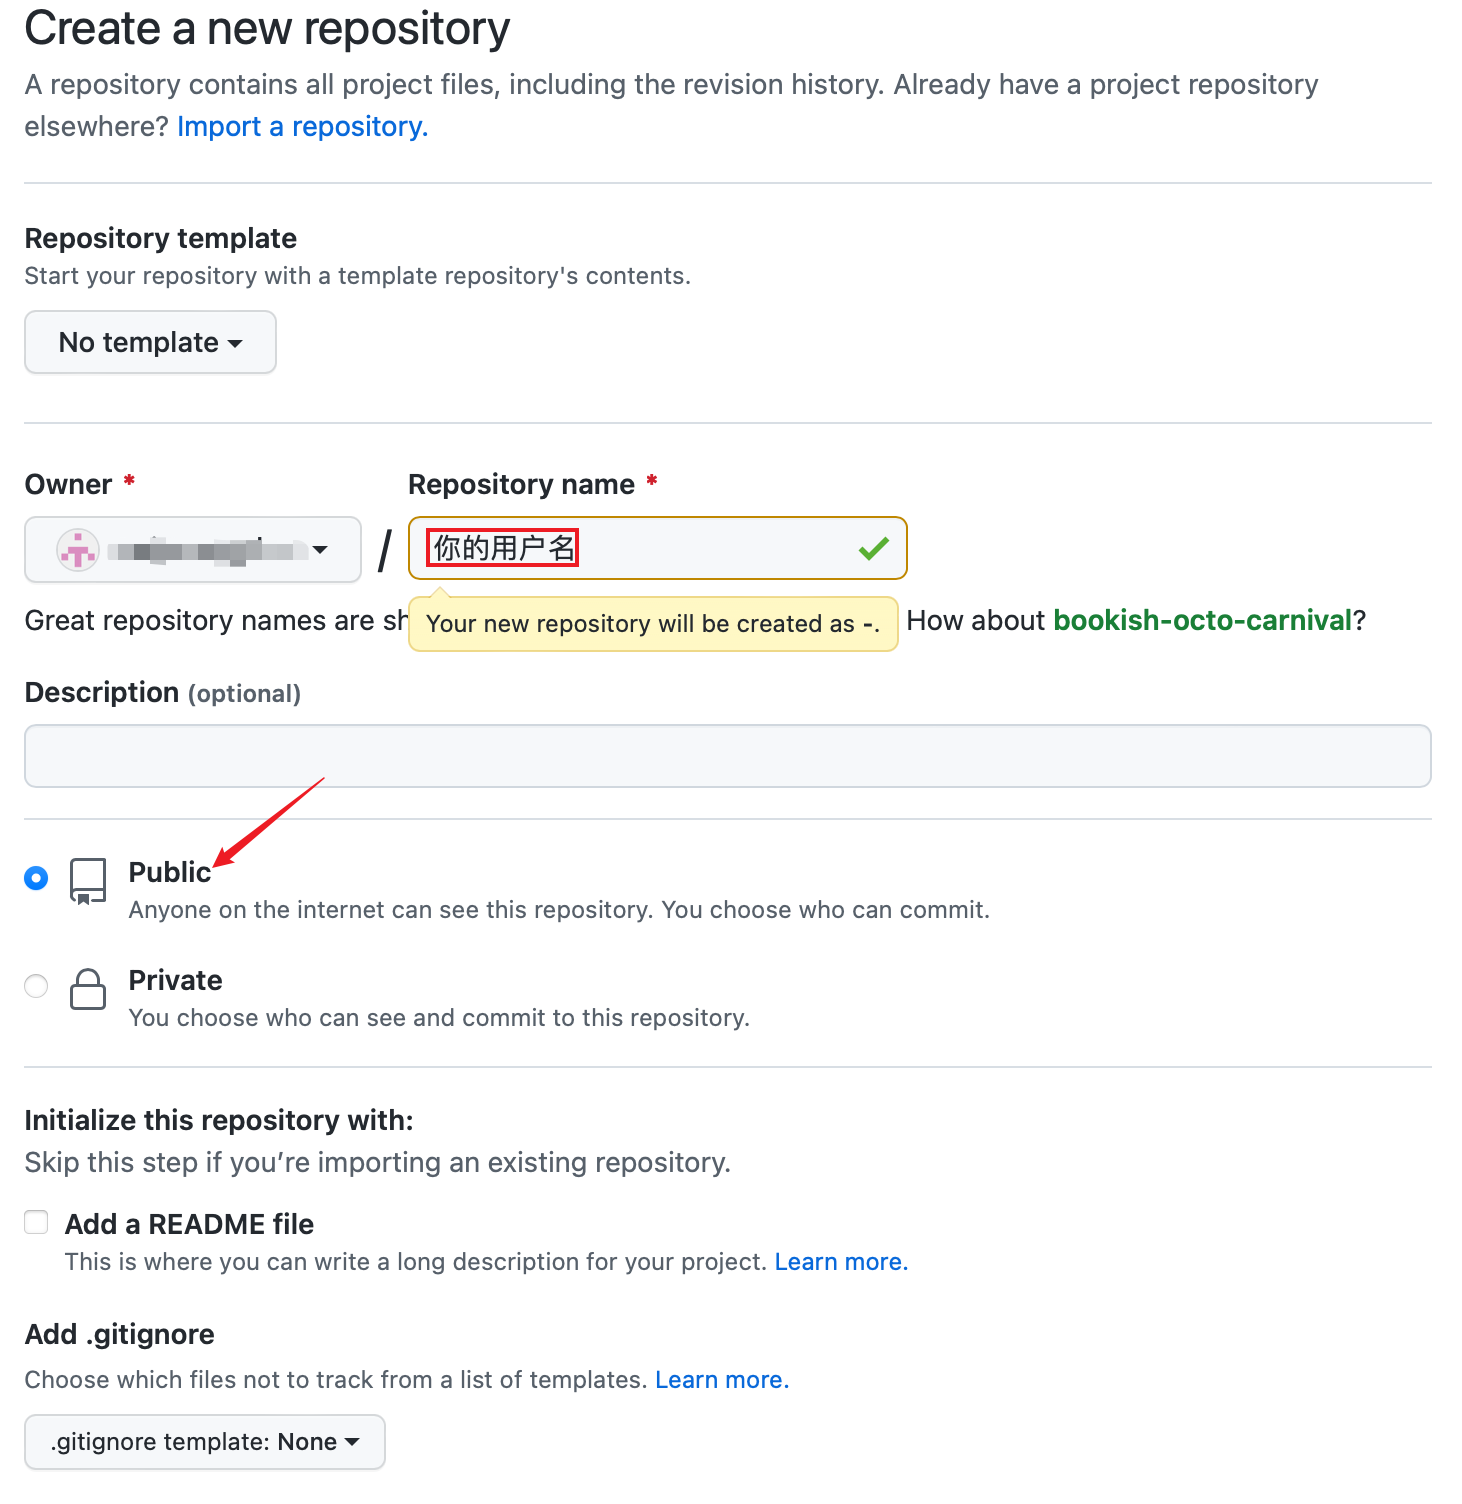 Create a new repository
A repository contains all project files, including the revision history. Already have a project repository
elsewhere? Import a repository.
Repository template
Start your repository with a template repository's contents.
No template
Owner *
Repository name *
/
你的用户名
Great repository names are sh
Your new repository will be created as -.
How about bookish-octo-carnival?
Description (optional)
Public
Anyone on the internet can see this repository. You choose who can commit.
Private
You choose who can see and commit to this repository.
Initialize this repository with:
Skip this step if you’re importing an existing repository.
Add a README file
This is where you can write a long description for your project. Learn more.
Add .gitignore
Choose which files not to track from a list of templates. Learn more.
.gitignore template: None